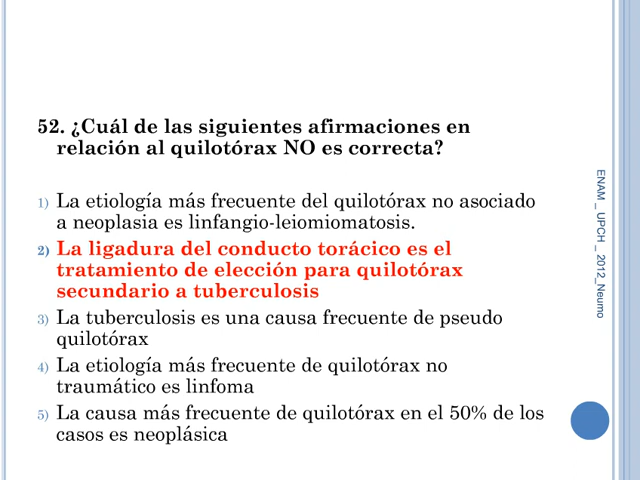 52. ¿Cuál de las siguientes afirmaciones en
relación al quilotórax NO es correcta?
1) La etiología más frecuente del quilotórax no asociado
a neoplasia es linfangio-leiomiomatosis.
2) La ligadura del conducto torácico es el
tratamiento de elección para quilotórax
secundario a tuberculosis
3) La tuberculosis es una causa frecuente de pseudo
quilotórax
4) La etiología más frecuente de quilotórax no
traumático es linfoma
5) La causa más frecuente de quilotórax en el 50% de los
casos es neoplásica
ENAM _ UPCH _ 2012_Neumo